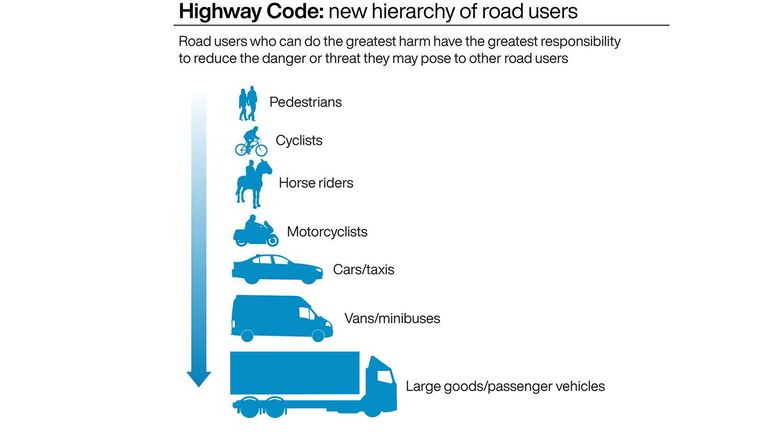 Highway Code: new hierarchy of road users
Road users who can do the greatest harm have the greatest responsibility
to reduce the danger or threat they may pose to other road users
Pedestrians
Cyclists
Horse riders
Motorcyclists
Cars/taxis
Vans/minibuses
Large goods/passenger vehicles